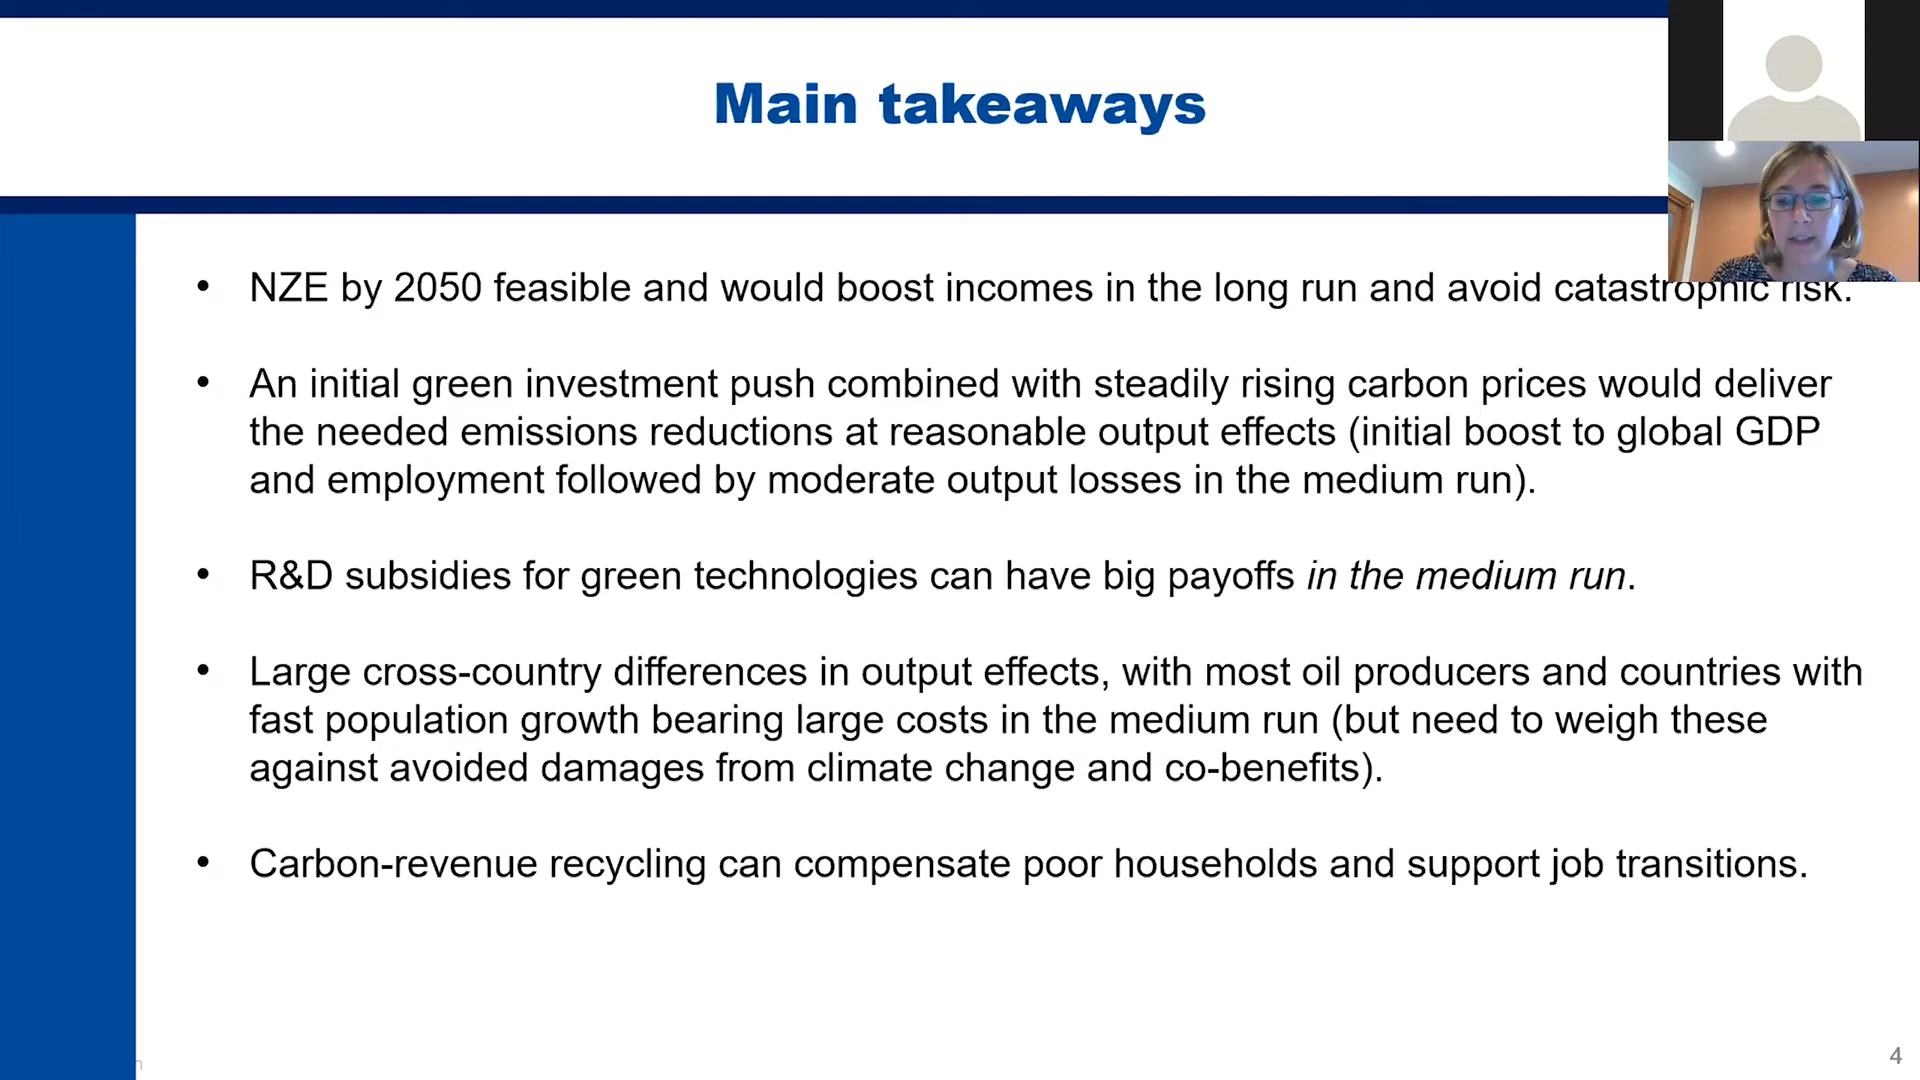 Main takeaways
• NZE by 2050 feasible and would boost incomes in the long run and avoid catastrophic risk.
• An initial green investment push combined with steadily rising carbon prices would deliver
the needed emissions reductions at reasonable output effects (initial boost to global GDP
and employment followed by moderate output losses in the medium run).
• R&D subsidies for green technologies can have big payoffs in the medium run.
• Large cross-country differences in output effects, with most oil producers and countries with
fast population growth bearing large costs in the medium run (but need to weigh these
against avoided damages from climate change and co-benefits).
• Carbon-revenue recycling can compensate poor households and support job transitions.
4